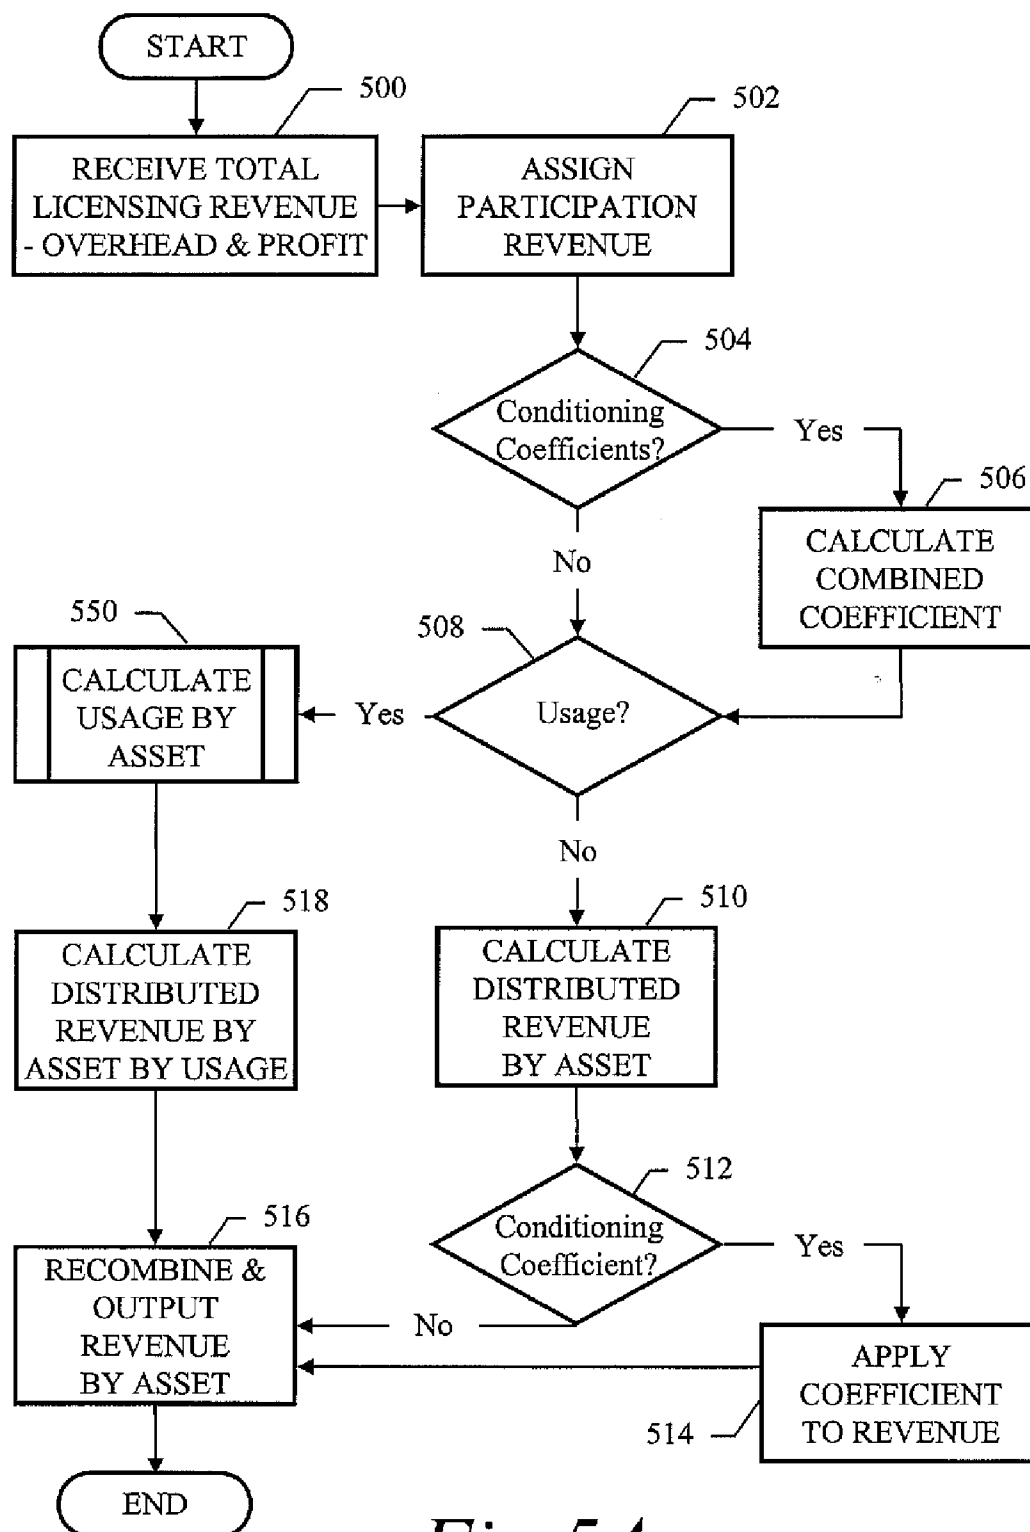 START
500
RECEIVE TOTAL
LICENSING REVENUE
- OVERHEAD & PROFIT
502
ASSIGN
PARTICIPATION
REVENUE
504
Conditioning
Coefficients?
Yes
506
CALCULATE
COMBINED
COEFFICIENT
No
550
CALCULATE
USAGE BY
ASSET
Yes
508
Usage?
No
518
CALCULATE
DISTRIBUTED
REVENUE BY
ASSET BY USAGE
510
CALCULATE
DISTRIBUTED
REVENUE
BY ASSET
512
Conditioning
Coefficient?
Yes
516
RECOMBINE &
OUTPUT
REVENUE
BY ASSET
No
514
APPLY
COEFFICIENT
TO REVENUE
END